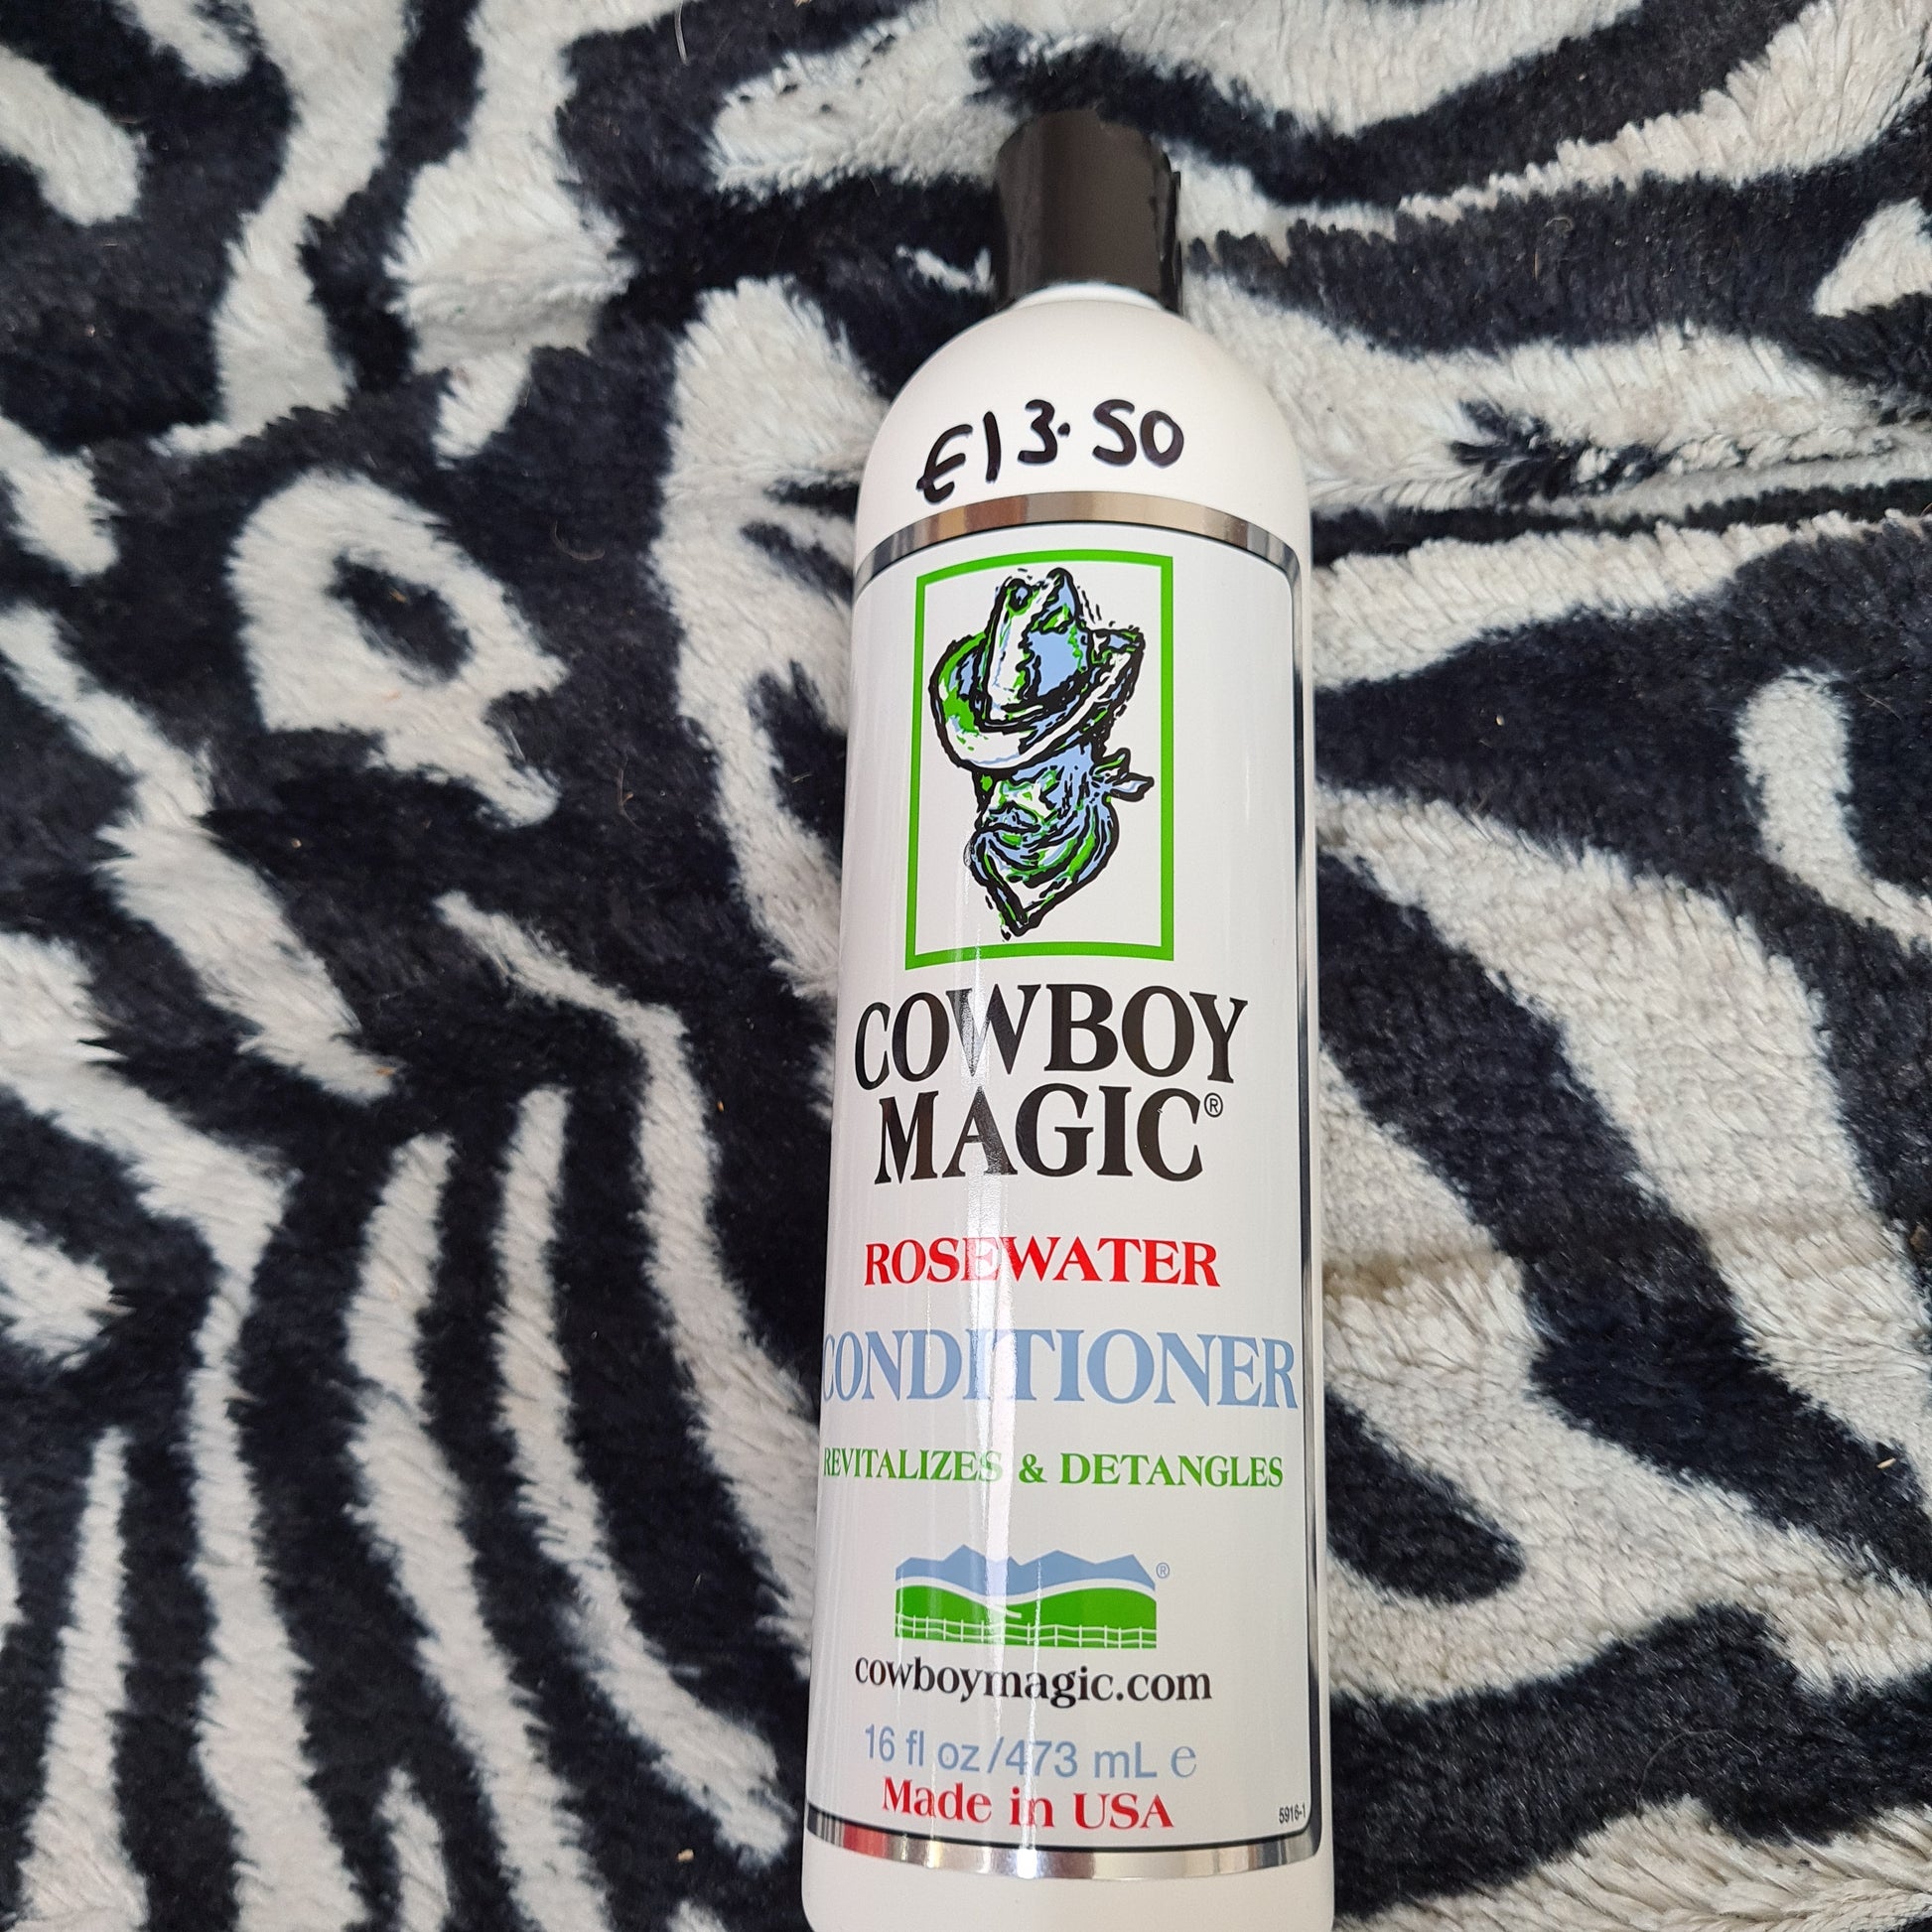 £13.50
COWBOY
MAGIC®
ROSEWATER
CONDITIONER
REVITALIZES & DETANGLES
®
cowboymagic.com
16 fl oz/473 mL e
Made in USA
5916-1